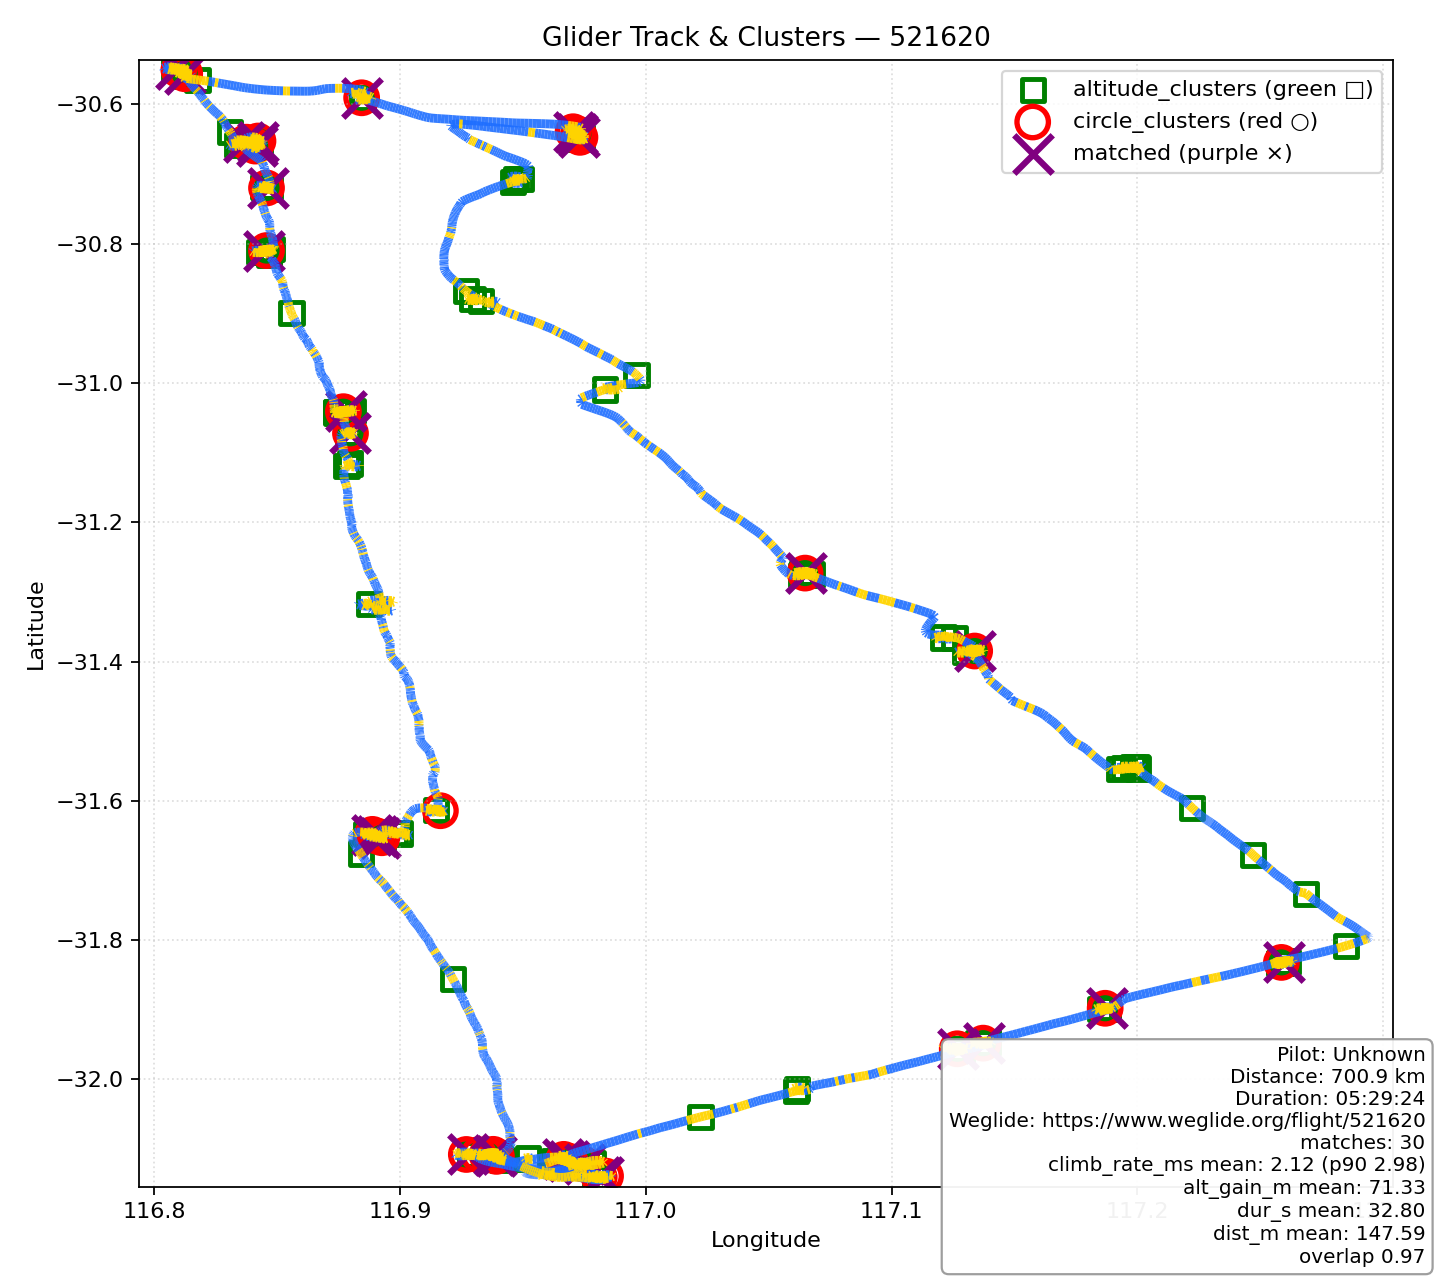 Glider Track & Clusters — 521620
altitude_clusters (green □)
circle_clusters (red ○)
matched (purple ×)
−30.6
−30.8
−31.0
−31.2
−31.4
−31.6
−31.8
−32.0
Latitude
116.8
116.9
117.0
117.1
117.2
Longitude
Pilot: Unknown
Distance: 700.9 km
Duration: 05:29:24
Weglide: https://www.weglide.org/flight/521620
matches: 30
climb_rate_ms mean: 2.12 (p90 2.98)
alt_gain_m mean: 71.33
dur_s mean: 32.80
dist_m mean: 147.59
overlap 0.97